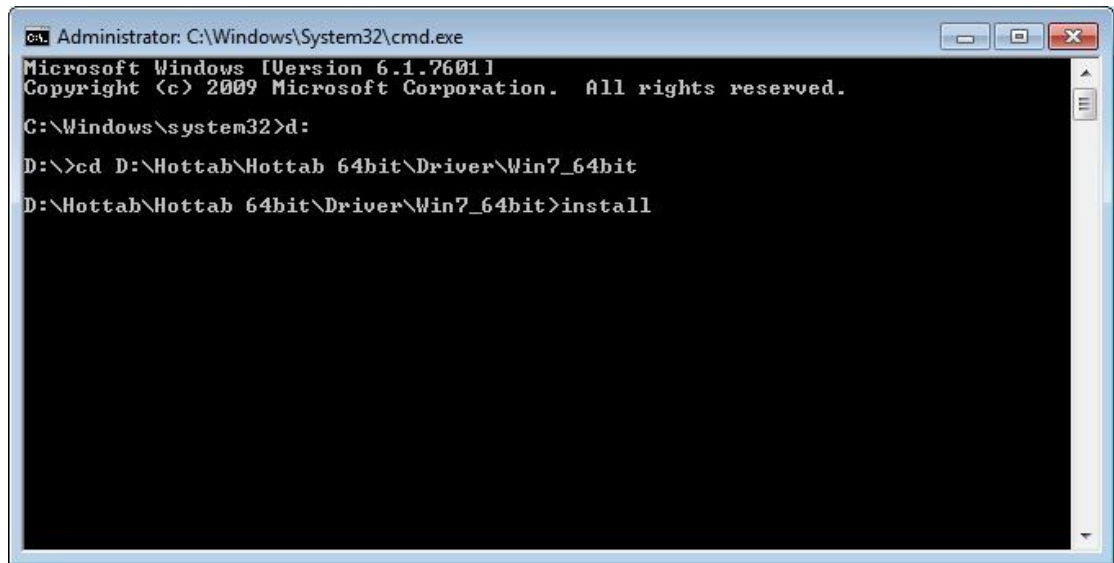 Administrator: C:\Windows\System32\cmd.exe
Microsoft Windows [Version 6.1.7601]
Copyright (c) 2009 Microsoft Corporation.  All rights reserved.
C:\Windows\system32>d:
D:\>cd D:\Hottab\Hottab 64bit\Driver\Win7_64bit
D:\Hottab\Hottab 64bit\Driver\Win7_64bit>install